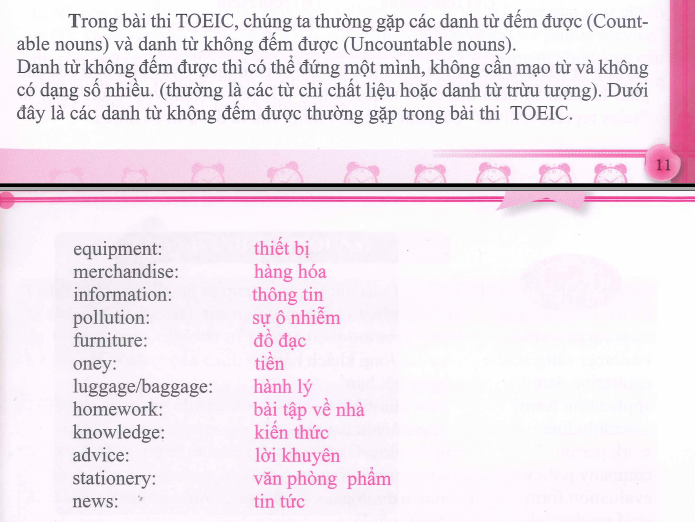 Trong bài thi TOEIC, chúng ta thường gặp các danh từ đếm được (Count-
able nouns) và danh từ không đếm được (Uncountable nouns).
Danh từ không đếm được thì có thể đứng một mình, không cần mạo từ và không
có dạng số nhiều. (thường là các từ chỉ chất liệu hoặc danh từ trừu tượng). Dưới
đây là các danh từ không đếm được thường gặp trong bài thi TOEIC.
11
equipment: thiết bị
merchandise: hàng hóa
information: thông tin
pollution: sự ô nhiễm
furniture: đồ đạc
oney: tiền
luggage/baggage: hành lý
homework: bài tập về nhà
knowledge: kiến thức
advice: lời khuyên
stationery: văn phòng phẩm
news: tin tức